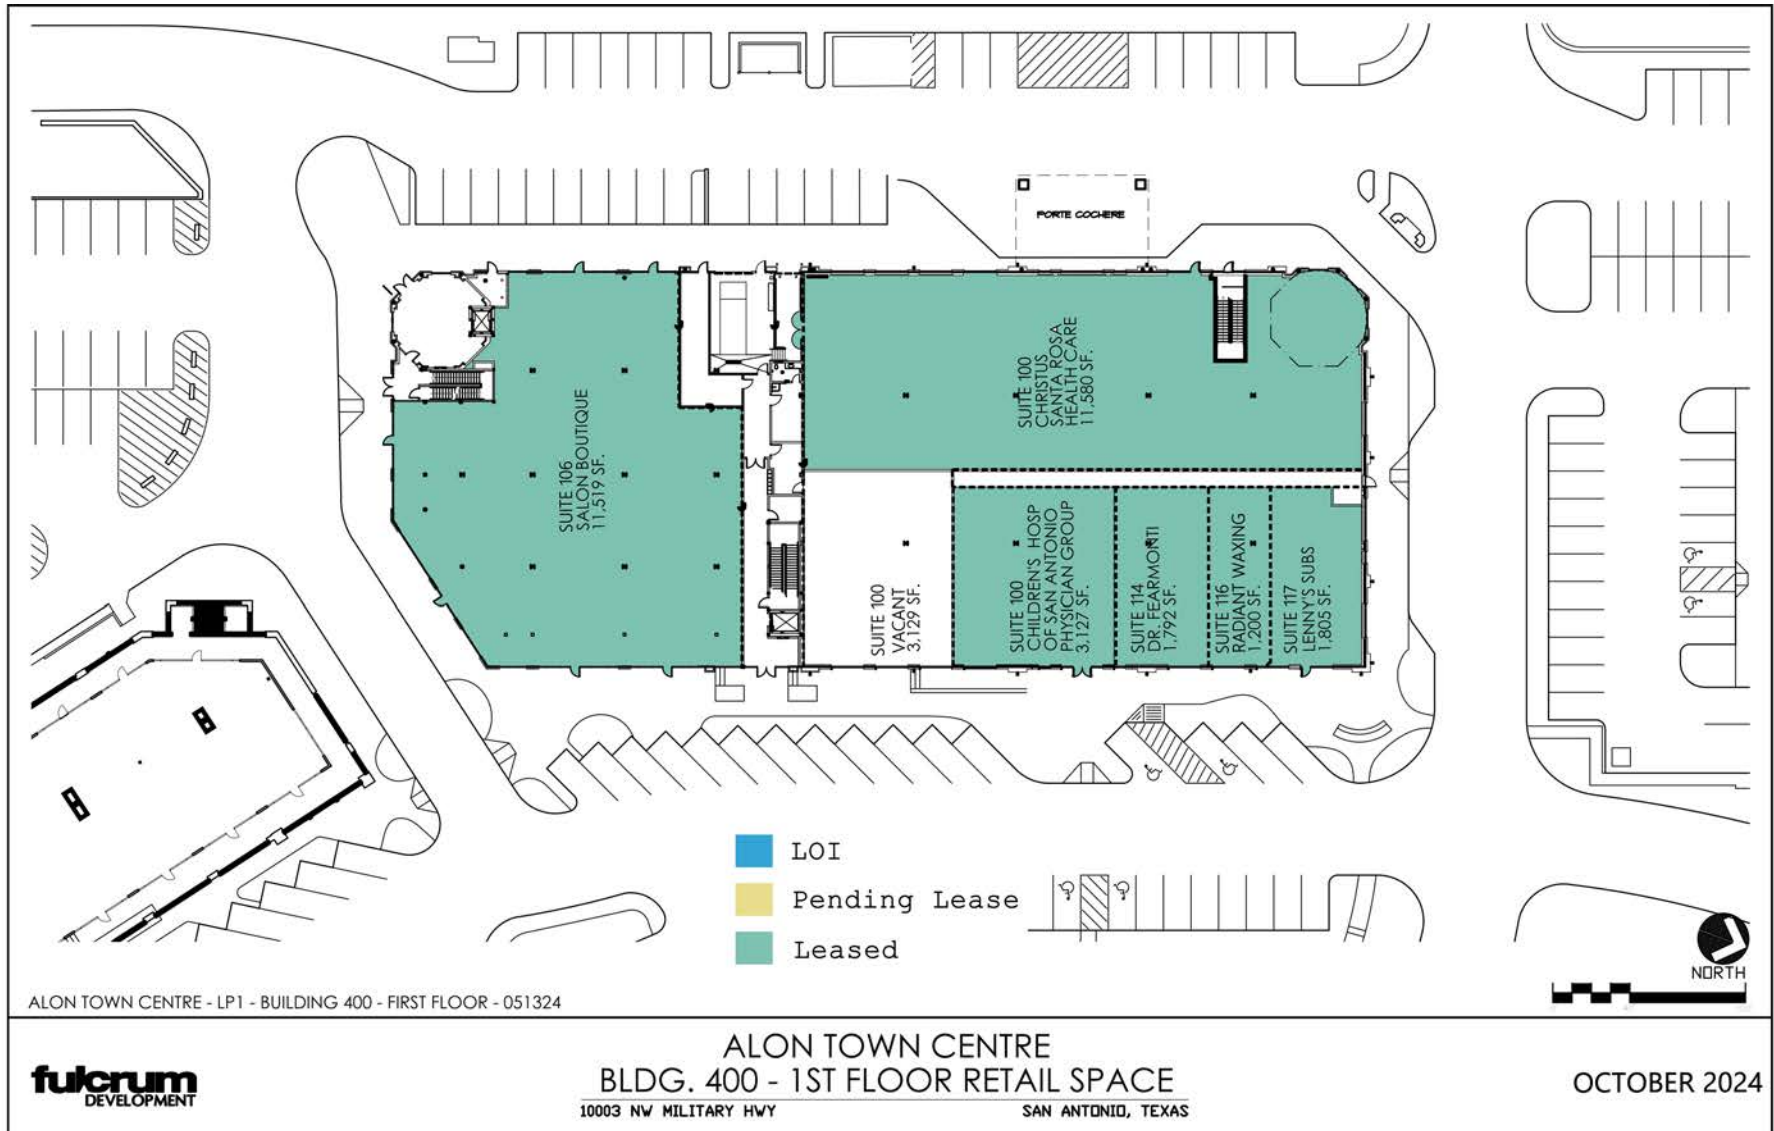 PORTE COCHERE
SUITE 106
SALON BOUTIQUE
11,519 SF.
SUITE 100
CHRISTUS
SANTA ROSA
HEALTH CARE
11,580 SF.
SUITE 100
VACANT
3,129 SF.
SUITE 100
CHILDREN'S HOSP
OF SAN ANTONIO
PHYSICIAN GROUP
3,127 SF.
SUITE 114
DR. FEARMONTI
1,792 SF.
SUITE 116
RADIANT WAXING
1,200 SF.
SUITE 117
LENNY'S SUBS
1,805 SF.
LOI
Pending Lease
Leased
NORTH
ALON TOWN CENTRE - LP1 - BUILDING 400 - FIRST FLOOR - 051324
fulcrum
DEVELOPMENT
ALON TOWN CENTRE
BLDG. 400 - 1ST FLOOR RETAIL SPACE
10003 NW MILITARY HWY SAN ANTONIO, TEXAS
OCTOBER 2024